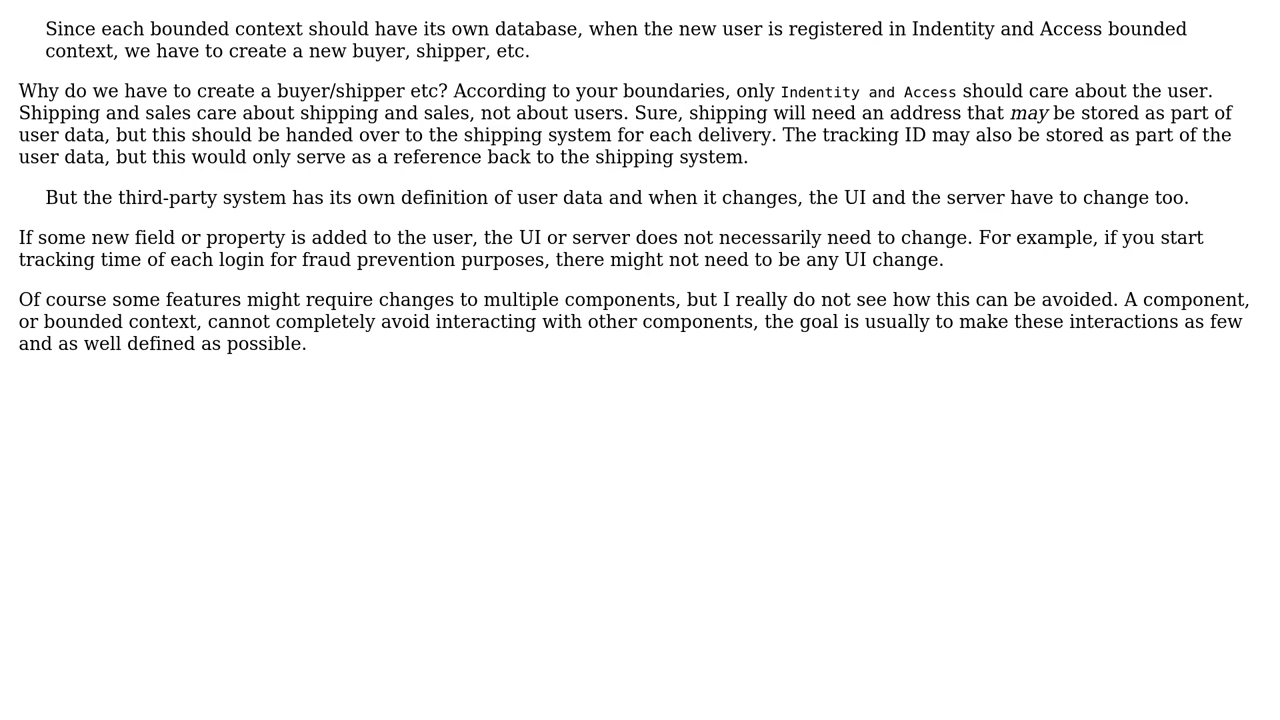 Since each bounded context should have its own database, when the new user is registered in Indentity and Access bounded
context, we have to create a new buyer, shipper, etc.
Why do we have to create a buyer/shipper etc? According to your boundaries, only Indentity and Access should care about the user.
Shipping and sales care about shipping and sales, not about users. Sure, shipping will need an address that may be stored as part of
user data, but this should be handed over to the shipping system for each delivery. The tracking ID may also be stored as part of the
user data, but this would only serve as a reference back to the shipping system.
But the third-party system has its own definition of user data and when it changes, the UI and the server have to change too.
If some new field or property is added to the user, the UI or server does not necessarily need to change. For example, if you start
tracking time of each login for fraud prevention purposes, there might not need to be any UI change.
Of course some features might require changes to multiple components, but I really do not see how this can be avoided. A component,
or bounded context, cannot completely avoid interacting with other components, the goal is usually to make these interactions as few
and as well defined as possible.